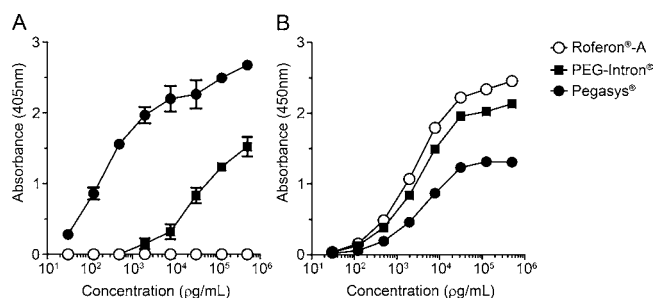 A
B
3
2
1
0
Absorbance (405nm)
10¹ 10² 10³ 10⁴ 10⁵ 10⁶
Concentration (ρg/mL)
3
2
1
0
Absorbance (450nm)
10¹ 10² 10³ 10⁴ 10⁵ 10⁶
Concentration (ρg/mL)
Roferon®-A
PEG-Intron®
Pegasys®